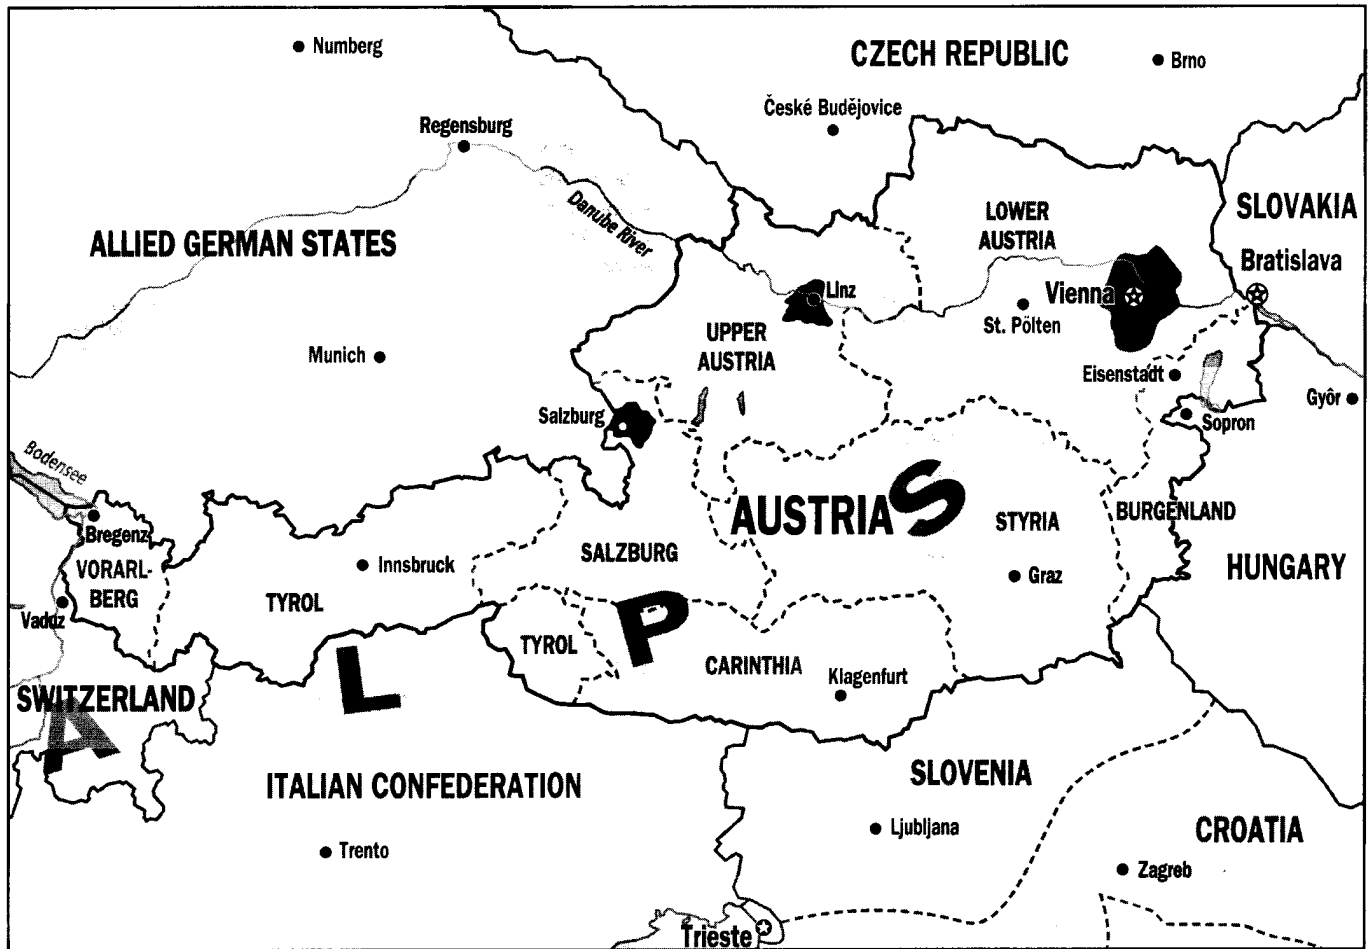 Numberg
CZECH REPUBLIC
Brno
České Budějovice
Regensburg
Danube River
ALLIED GERMAN STATES
LOWER
AUSTRIA
SLOVAKIA
Bratislava
Linz
Vienna
St. Pölten
UPPER
AUSTRIA
Munich
Eisenstadt
Györ
Salzburg
Sopron
Bodensee
AUSTRIA
S
STYRIA
BURGENLAND
Bregenz
VORARL-
BERG
Innsbruck
SALZBURG
HUNGARY
Graz
TYROL
Vaduz
P
TYROL
CARINTHIA
Klagenfurt
L
SWITZERLAND
A
ITALIAN CONFEDERATION
SLOVENIA
Ljubljana
CROATIA
Trento
Zagreb
Trieste